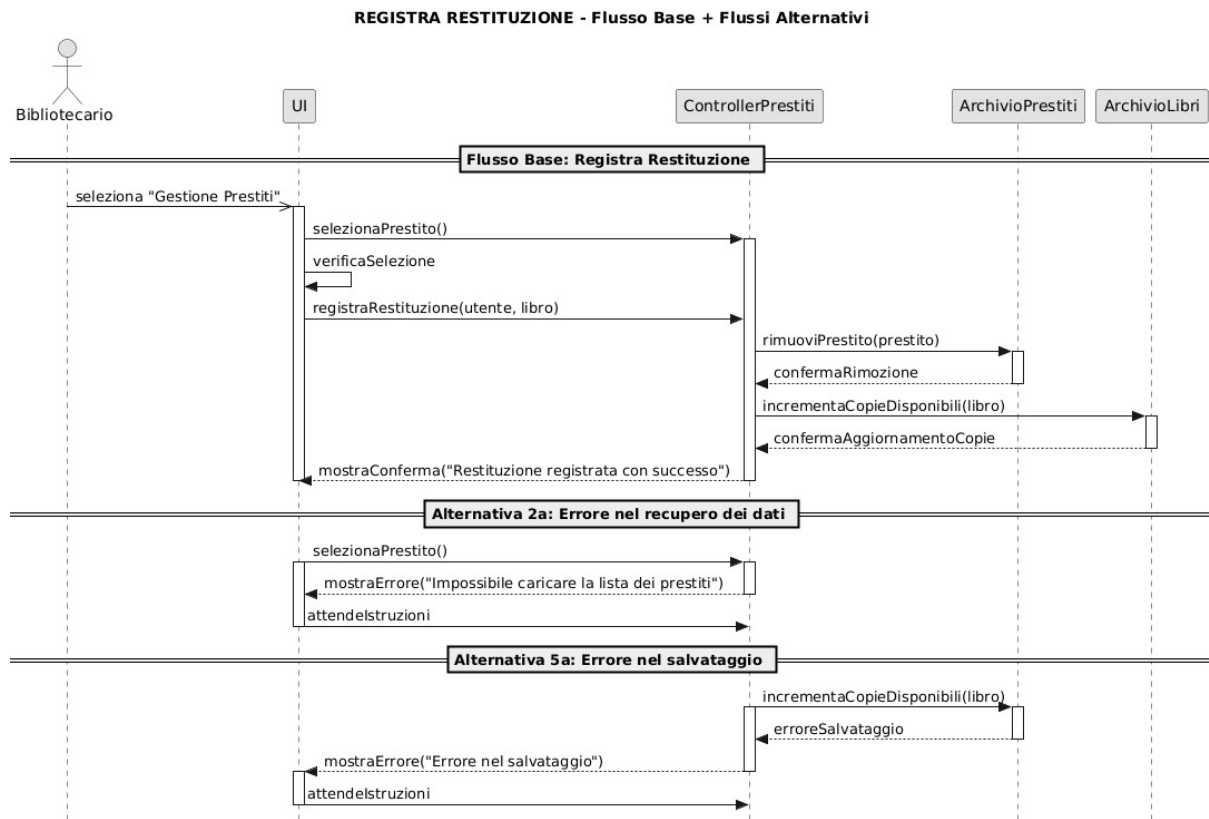 REGISTRA RESTITUZIONE - Flusso Base + Flussi Alternativi
Bibliotecario
UI
ControllerPrestiti
ArchivioPrestiti
ArchivioLibri
Flusso Base: Registra Restituzione
seleziona "Gestione Prestiti"
selezionaPrestito()
verificaSelezione
registraRestituzione(utente, libro)
rimuoviPrestito(prestito)
confermaRimozione
incrementaCopieDisponibili(libro)
confermaAggiornamentoCopie
mostraConferma("Restituzione registrata con successo")
Alternativa 2a: Errore nel recupero dei dati
selezionaPrestito()
mostraErrore("Impossibile caricare la lista dei prestiti")
attendeIstruzioni
Alternativa 5a: Errore nel salvataggio
incrementaCopieDisponibili(libro)
erroreSalvataggio
mostraErrore("Errore nel salvataggio")
attendeIstruzioni